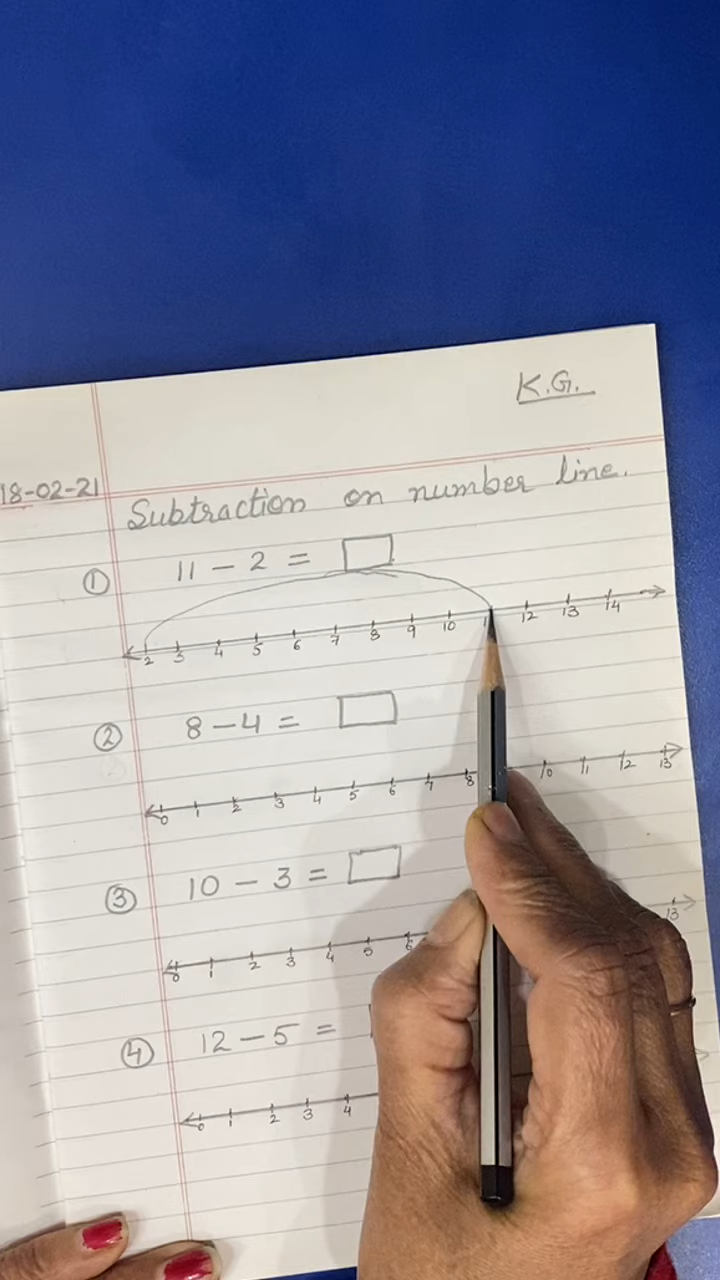 K.G.
18-02-21
Subtraction on number line.
① 11 - 2 =
2 3 4 5 6 7 8 9 10 12 13 14
② 8 - 4 =
0 1 2 3 4 5 6 7 8 10 11 12 13
③ 10 - 3 =
0 1 2 3 4 5 6 13
④ 12 - 5 =
0 1 2 3 4